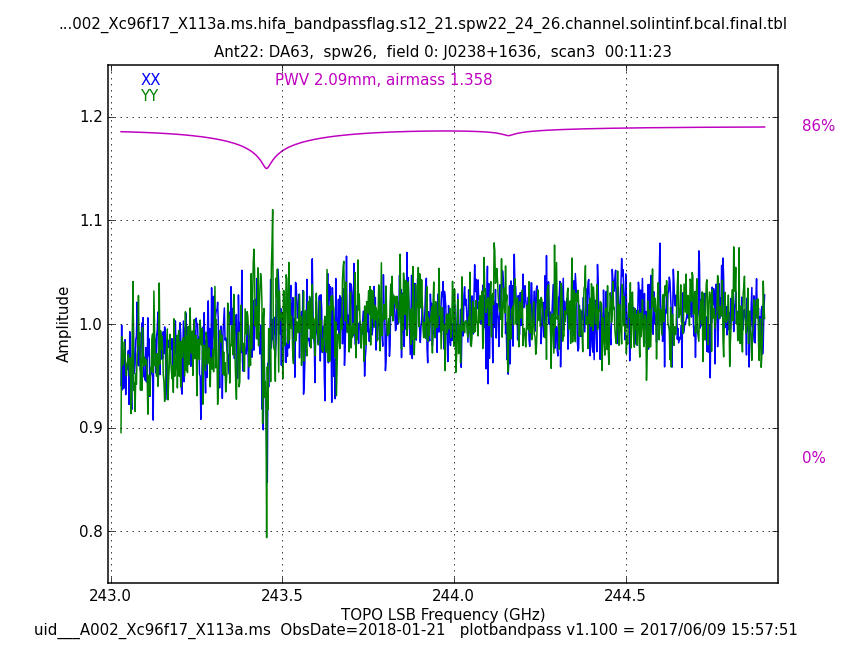 ...002_Xc96f17_X113a.ms.hifa_bandpassflag.s12_21.spw22_24_26.channel.solintinf.bcal.final.tbl
Ant22: DA63, spw26, field 0: J0238+1636, scan3 00:11:23
XX
PWV 2.09mm, airmass 1.358
YY
1.2
86%
1.1
1.0
Amplitude
0.9
0%
0.8
243.0 243.5 244.0 244.5
TOPO LSB Frequency (GHz)
uid___A002_Xc96f17_X113a.ms ObsDate=2018-01-21 plotbandpass v1.100 = 2017/06/09 15:57:51